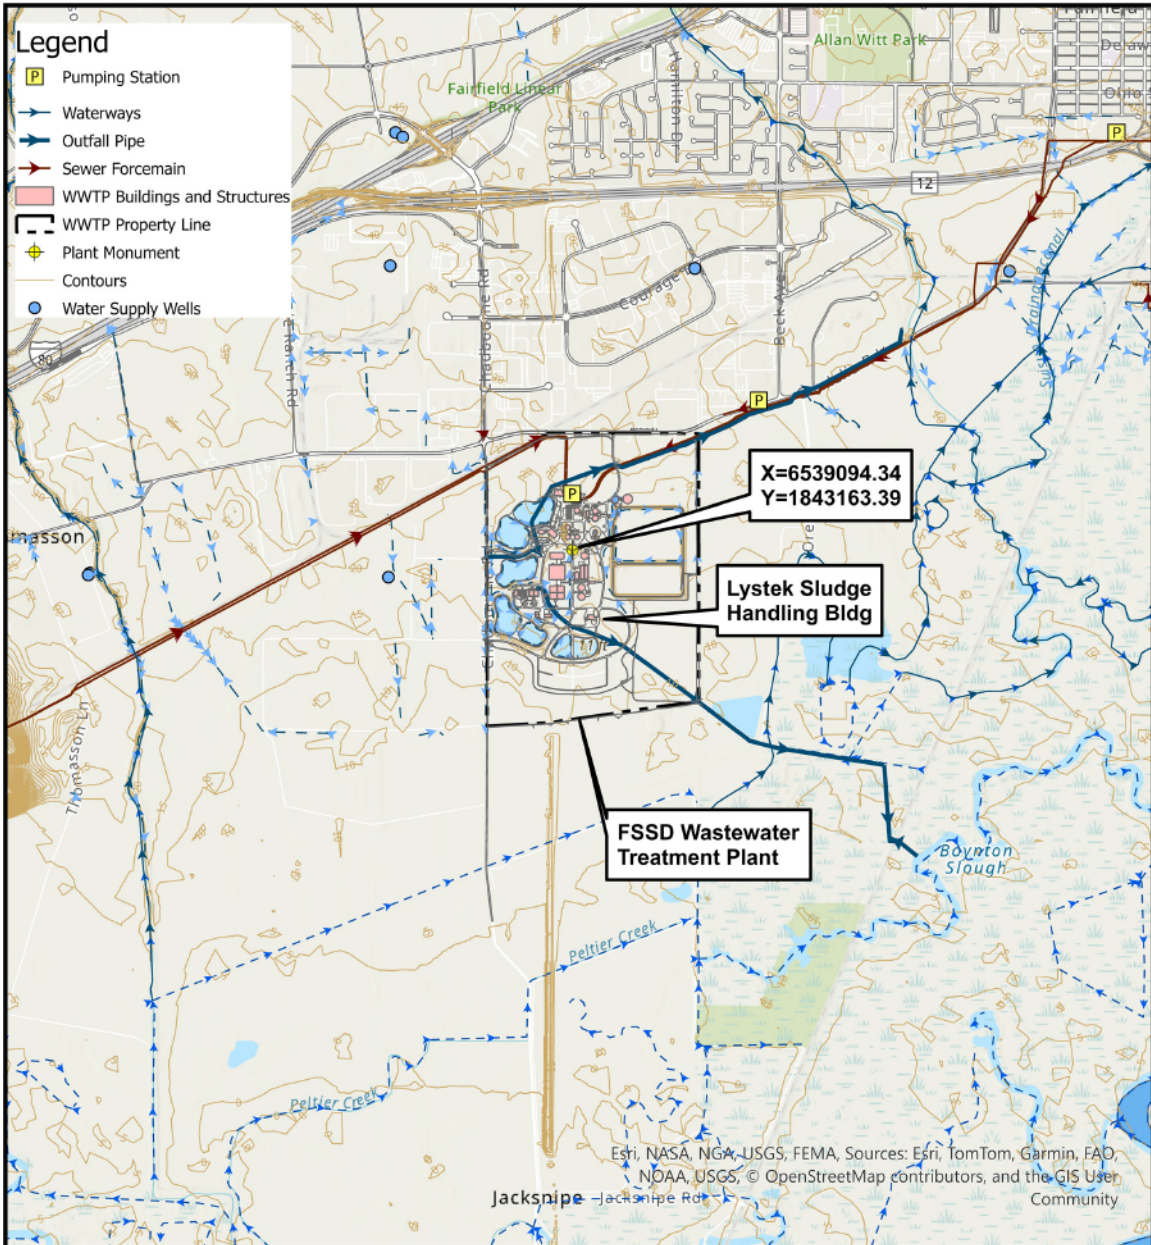 Legend
P Pumping Station
Waterways
Outfall Pipe
Sewer Forcemain
WWTP Buildings and Structures
WWTP Property Line
Plant Monument
Contours
Water Supply Wells
Allan Witt Park
Fairfield Linear
Park
Hamilton Dr
Ohio S
P
12
80
Courage
Beck Ave
Chadbourne Rd
Ranch Rd
P
X=6539094.34
Y=1843163.39
P
masson
Lystek Sludge
Handling Bldg
Thomasson Ln
FSSD Wastewater
Treatment Plant
Boynton
Slough
Peltier Creek
Peltier Creek
Esri, NASA, NGA, USGS, FEMA, Sources: Esri, TomTom, Garmin, FAO,
NOAA, USGS, © OpenStreetMap contributors, and the GIS User
Community
Jacksnipe
Jacksnipe Rd